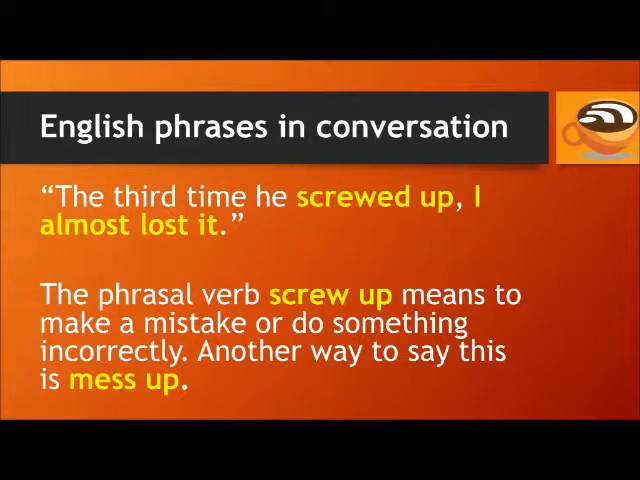 English phrases in conversation
“The third time he screwed up, I
almost lost it.”
The phrasal verb screw up means to
make a mistake or do something
incorrectly. Another way to say this
is mess up.